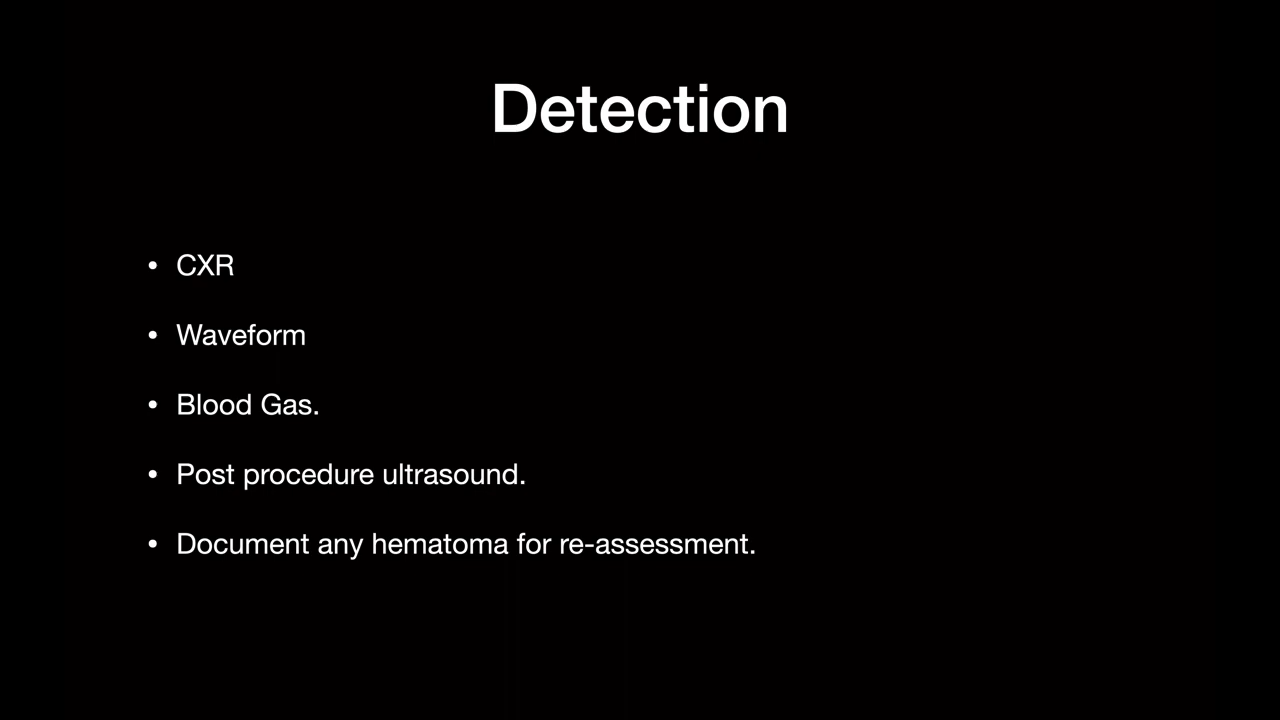 Detection
• CXR
• Waveform
• Blood Gas.
• Post procedure ultrasound.
• Document any hematoma for re-assessment.